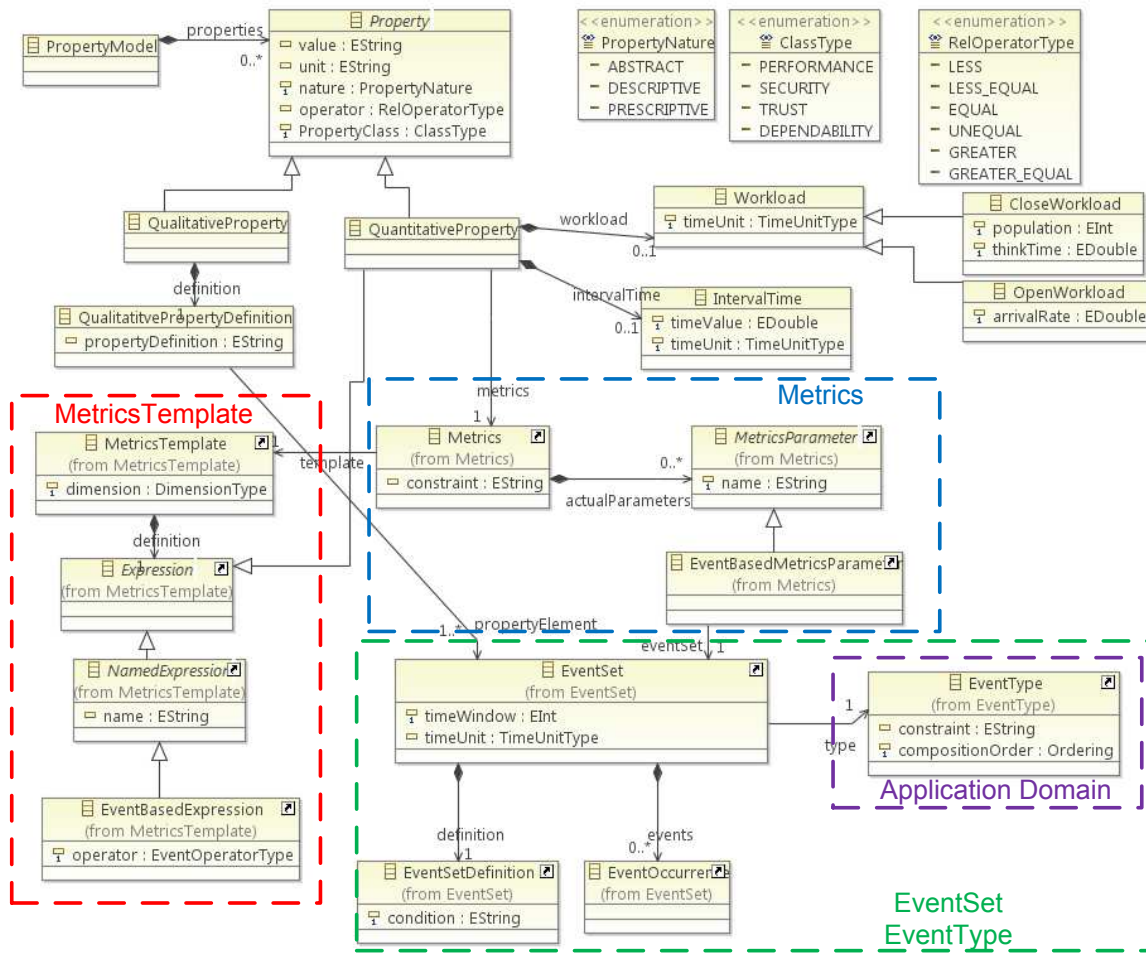 PropertyModel
properties
0..*
Property
value : EString
unit : EString
nature : PropertyNature
operator : RelOperatorType
PropertyClass : ClassType
<<enumeration>>
PropertyNature
ABSTRACT
DESCRIPTIVE
PRESCRIPTIVE
<<enumeration>>
ClassType
PERFORMANCE
SECURITY
TRUST
DEPENDABILITY
<<enumeration>>
RelOperatorType
LESS
LESS_EQUAL
EQUAL
UNEQUAL
GREATER
GREATER_EQUAL
QualitativeProperty
QuantitativeProperty
workload
0..1
Workload
timeUnit : TimeUnitType
CloseWorkload
population : EInt
thinkTime : EDouble
OpenWorkload
arrivalRate : EDouble
definition
1
QualitatitvePropertyDefinition
propertyDefinition : EString
intervalTime
0..1
IntervalTime
timeValue : EDouble
timeUnit : TimeUnitType
metrics
1
Metrics
MetricsTemplate
MetricsTemplate
(from MetricsTemplate)
dimension : DimensionType
1
template
Metrics
(from Metrics)
constraint : EString
0..*
actualParameters
MetricsParameter
(from Metrics)
name : EString
definition
1
Expression
(from MetricsTemplate)
EventBasedMetricsParameter
(from Metrics)
1..*
propertyElement
eventSet
1
NamedExpression
(from MetricsTemplate)
name : EString
EventSet
(from EventSet)
timeWindow : EInt
timeUnit : TimeUnitType
1
type
EventType
(from EventType)
constraint : EString
compositionOrder : Ordering
Application Domain
EventBasedExpression
(from MetricsTemplate)
operator : EventOperatorType
definition
1
events
0..*
EventSetDefinition
(from EventSet)
condition : EString
EventOccurrence
(from EventSet)
EventSet
EventType